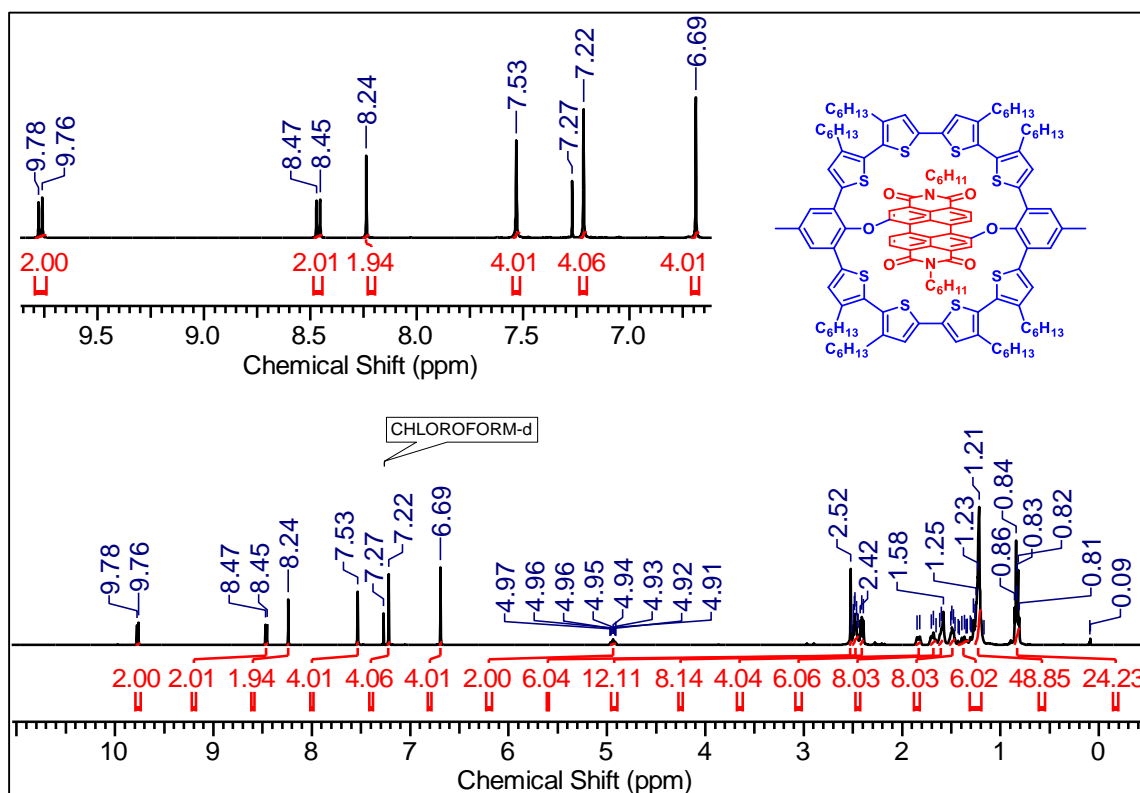 9.78
9.76
8.47
8.45
8.24
7.53
7.27
7.22
6.69
2.00
2.01
1.94
4.01
4.06
4.01
9.5
9.0
8.5
8.0
7.5
7.0
Chemical Shift (ppm)
C6H13
C6H13
C6H13
C6H13
S
S
S
S
C6H11
O
N
O
O
O
O
N
O
C6H11
S
S
S
S
C6H13
C6H13
C6H13
C6H13
CHLOROFORM-d
9.78
9.76
8.47
8.45
8.24
7.53
7.27
7.22
6.69
4.97
4.96
4.96
4.95
4.94
4.93
4.92
4.91
2.52
2.42
1.58
1.25
1.23
1.21
0.86
0.84
0.83
0.82
0.81
0.09
2.00
2.01
1.94
4.01
4.06
4.01
2.00
6.04
12.11
8.14
4.04
6.06
8.03
8.03
6.02
48.85
24.23
10
9
8
7
6
5
4
3
2
1
0
Chemical Shift (ppm)